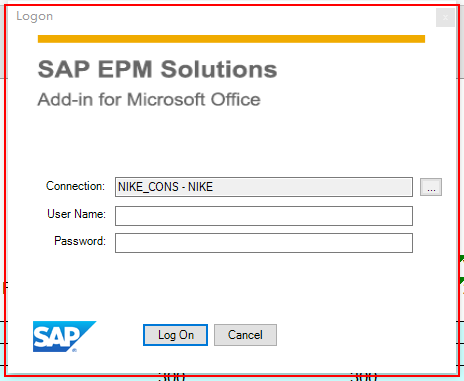 Logon
x
SAP EPM Solutions
Add-in for Microsoft Office
Connection: NIKE_CONS - NIKE ...
User Name:
Password:
SAP Log On Cancel